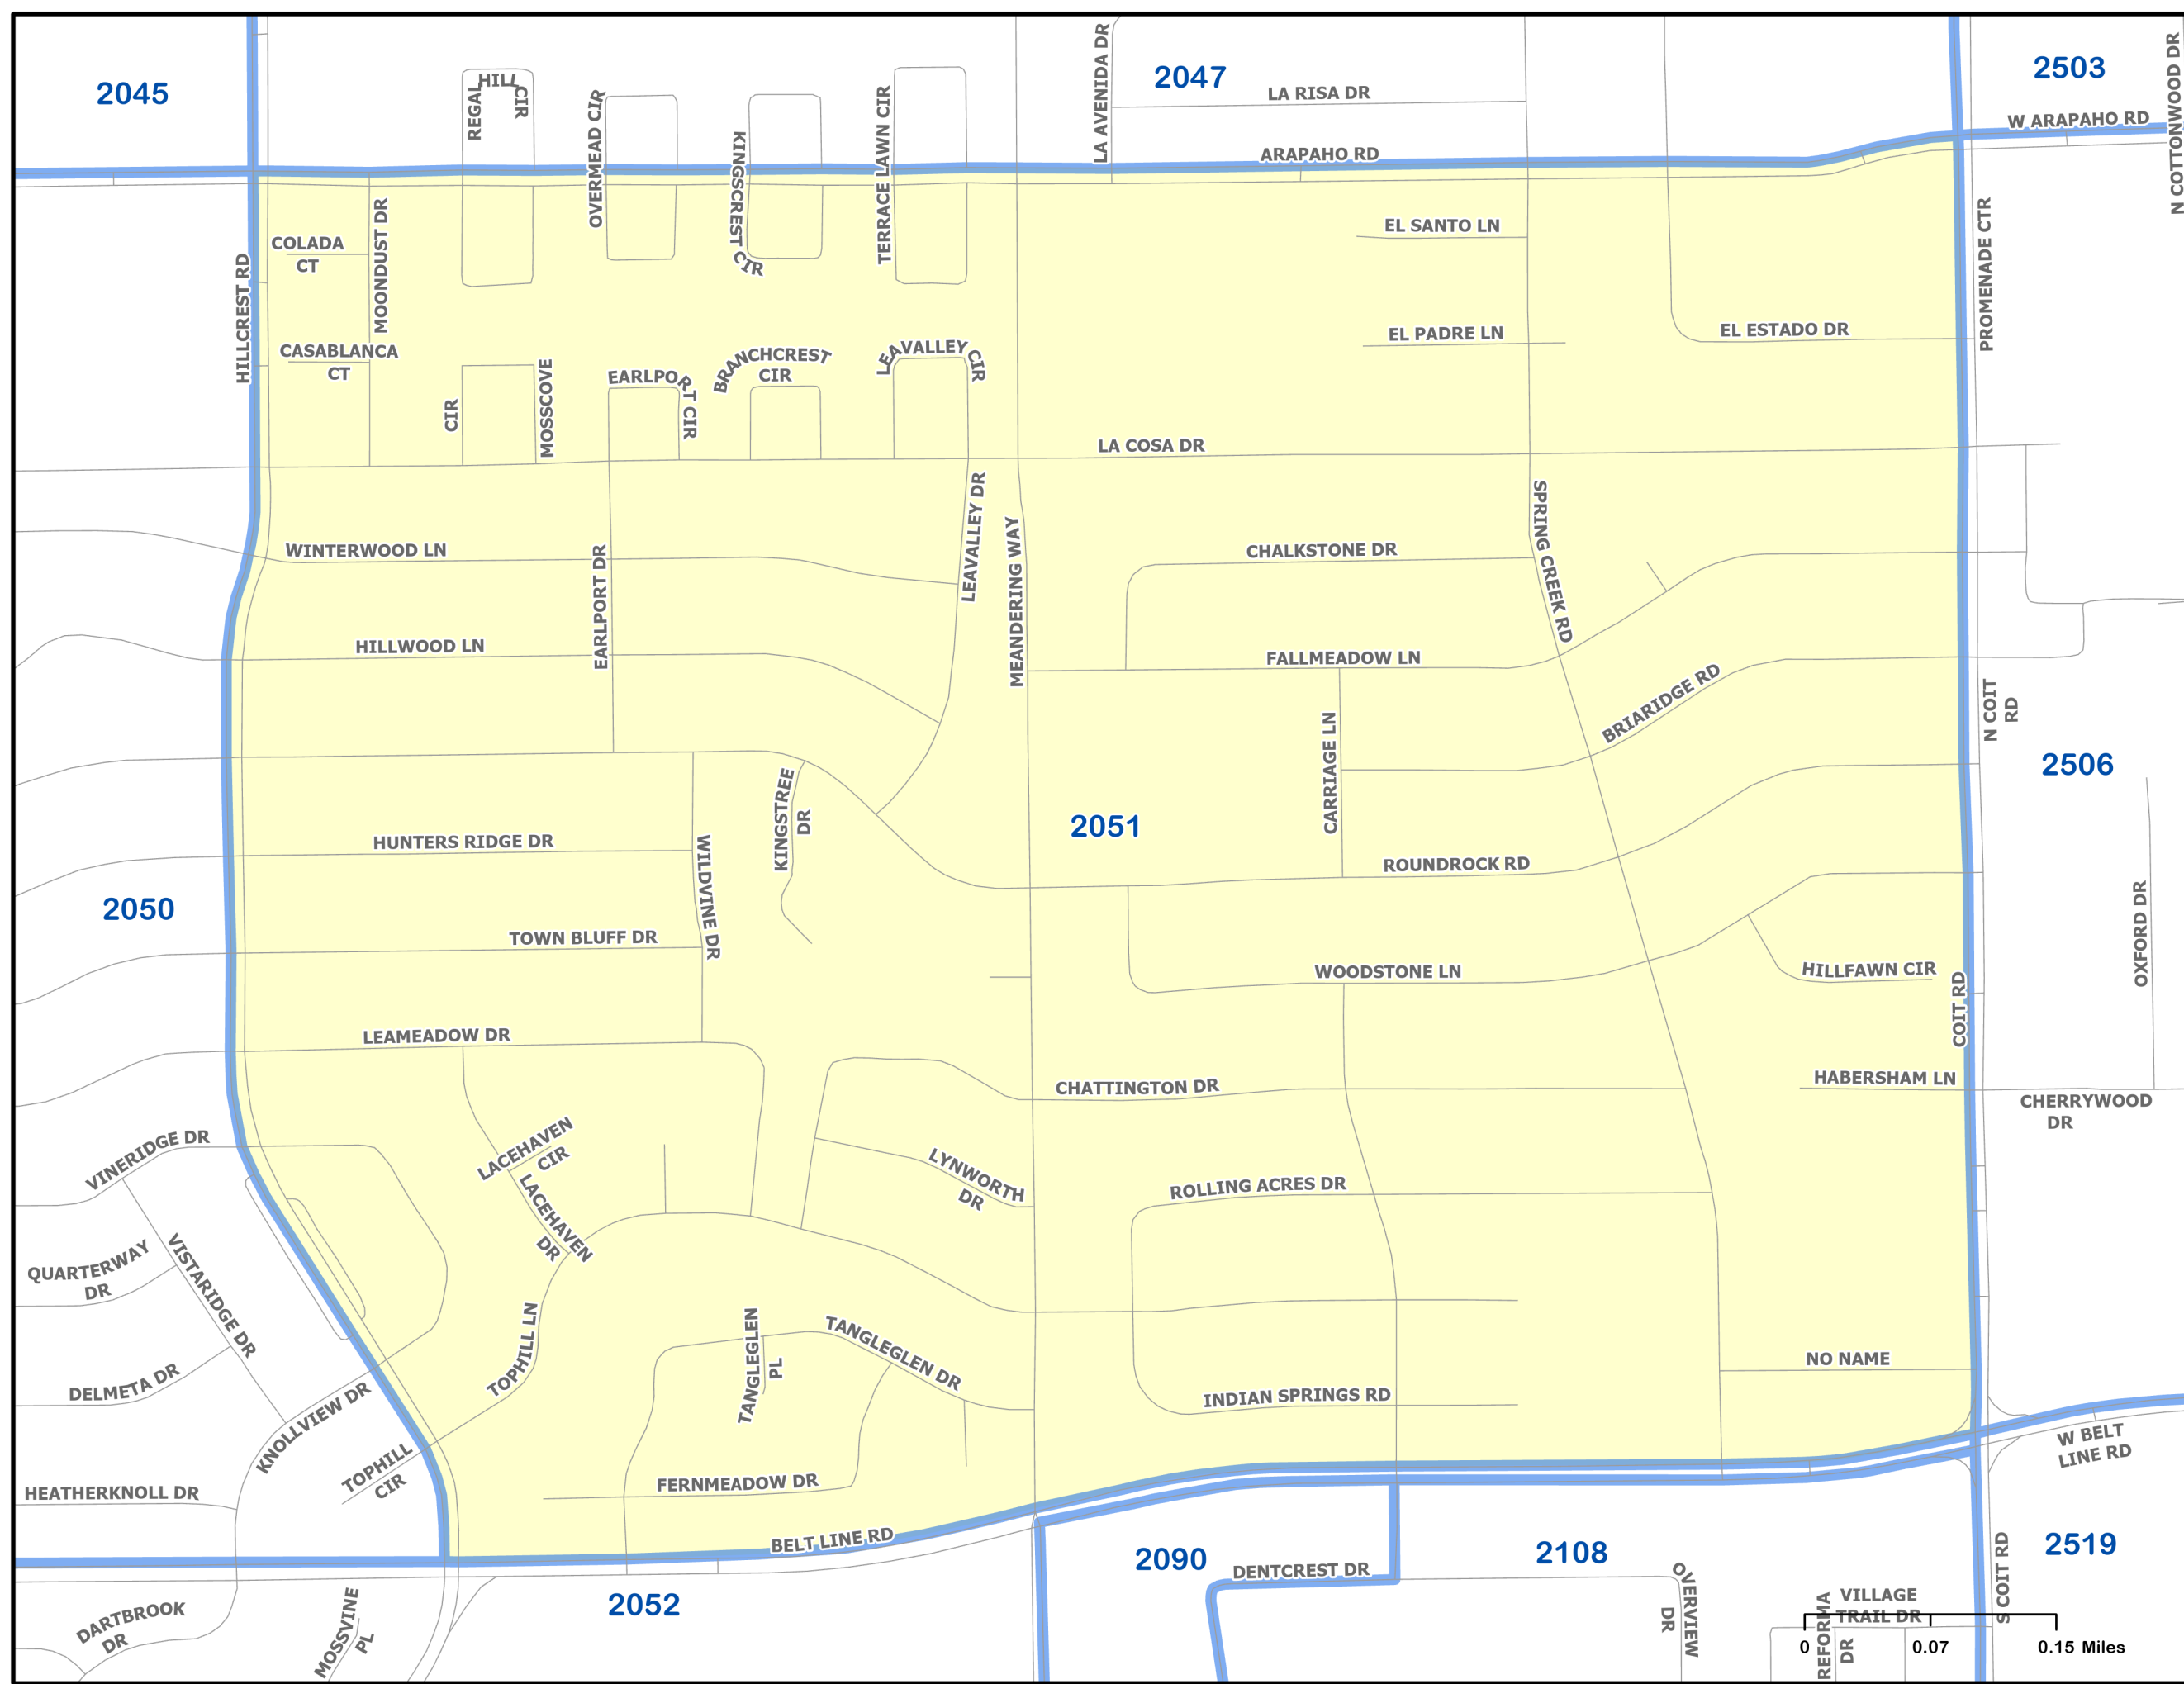 2045
2047
2503
HILL
REGAL
CIR
OVERMEAD CIR
KINGSCREST CIR
TERRACE LAWN CIR
LA AVENIDA DR
LA RISA DR
ARAPAHO RD
W ARAPAHO RD
N COTTONWOOD DR
COLADA
CT
MOONDUST DR
HILLCREST RD
EL SANTO LN
PROMENADE CTR
CASABLANCA
CT
CIR
MOSSCOVE
EARLPORT CIR
BRANCHCREST
CIR
LEAVALLEY CIR
EL PADRE LN
EL ESTADO DR
LA COSA DR
WINTERWOOD LN
EARLPORT DR
LEAVALLEY DR
MEANDERING WAY
CHALKSTONE DR
SPRING CREEK RD
HILLWOOD LN
FALLMEADOW LN
BRIARIDGE RD
N COIT
RD
CARRIAGE LN
2506
KINGSTREE
DR
2051
HUNTERS RIDGE DR
WILDVINE DR
ROUNDROCK RD
2050
TOWN BLUFF DR
WOODSTONE LN
HILLFAWN CIR
OXFORD DR
COIT RD
LEAMEADOW DR
CHATTINGTON DR
HABERSHAM LN
CHERRYWOOD
DR
VINERIDGE DR
LACEHAVEN
CIR
LACEHAVEN
DR
LYNWORTH
DR
ROLLING ACRES DR
QUARTERWAY
DR
VISTARIDGE DR
TOPHILL LN
TANGLEGLEN
PL
TANGLEGLEN DR
NO NAME
DELMETA DR
KNOLLVIEW DR
INDIAN SPRINGS RD
W BELT
LINE RD
TOPHILL
CIR
HEATHERKNOLL DR
FERNMEADOW DR
BELT LINE RD
2090
2108
2519
DENTCREST DR
2052
OVERVIEW
DR
S COIT RD
VILLAGE
TRAIL DR
REFORMA
DR
DARTBROOK
DR
MOSSVINE
PL
0 0.07 0.15 Miles